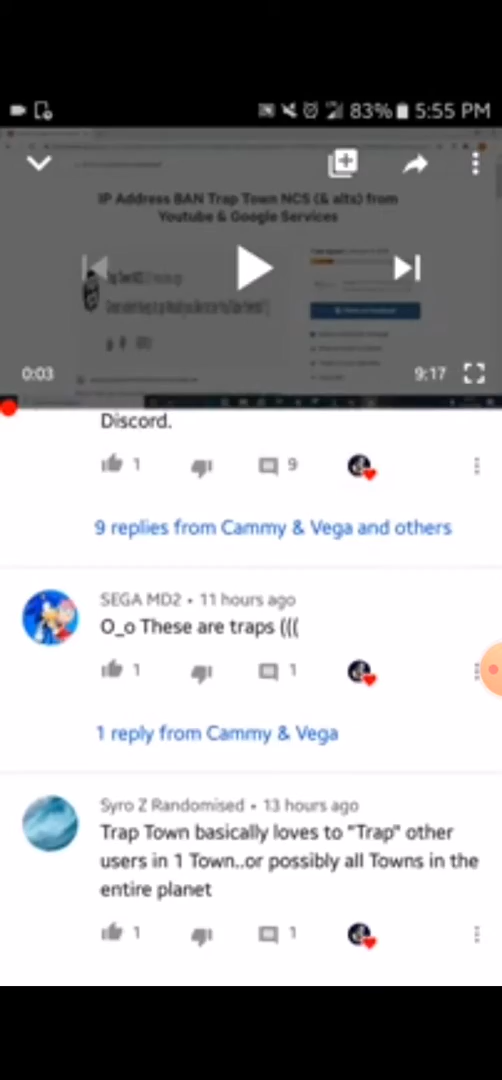 83% 5:55 PM
IP Address BAN Trap Town NCS (& alts) from
Youtube & Google Services
0:03
9:17
Discord.
1
9
9 replies from Cammy & Vega and others
SEGA MD2 • 11 hours ago
O_o These are traps (((
1
1
1 reply from Cammy & Vega
Syro Z Randomised • 13 hours ago
Trap Town basically loves to "Trap" other
users in 1 Town..or possibly all Towns in the
entire planet
1
1